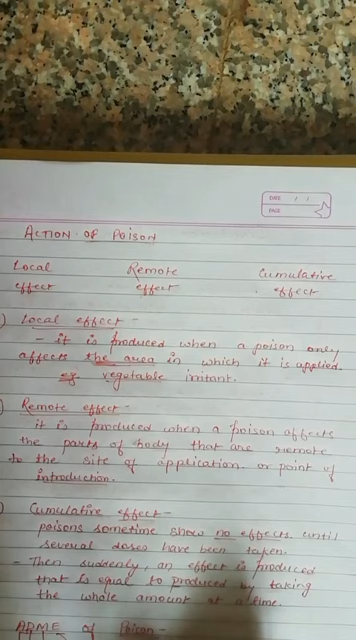 DATE / /
PAGE
ACTION OF POISON
Local Remote Cumulative
effect effect effect
) Local effect -
- it is produced when a poison only
affects the area in which it is applied.
eg vegetable irritant.
) Remote effect -
it is produced when a poison affects
the parts of body that are remote
to the site of application or point of
introduction.
) Cumulative effect -
poisons sometime show no effects until
several doses have been taken.
- Then suddenly, an effect is produced
that is equal to produced by taking
the whole amount at a time.
ADME of Poison -